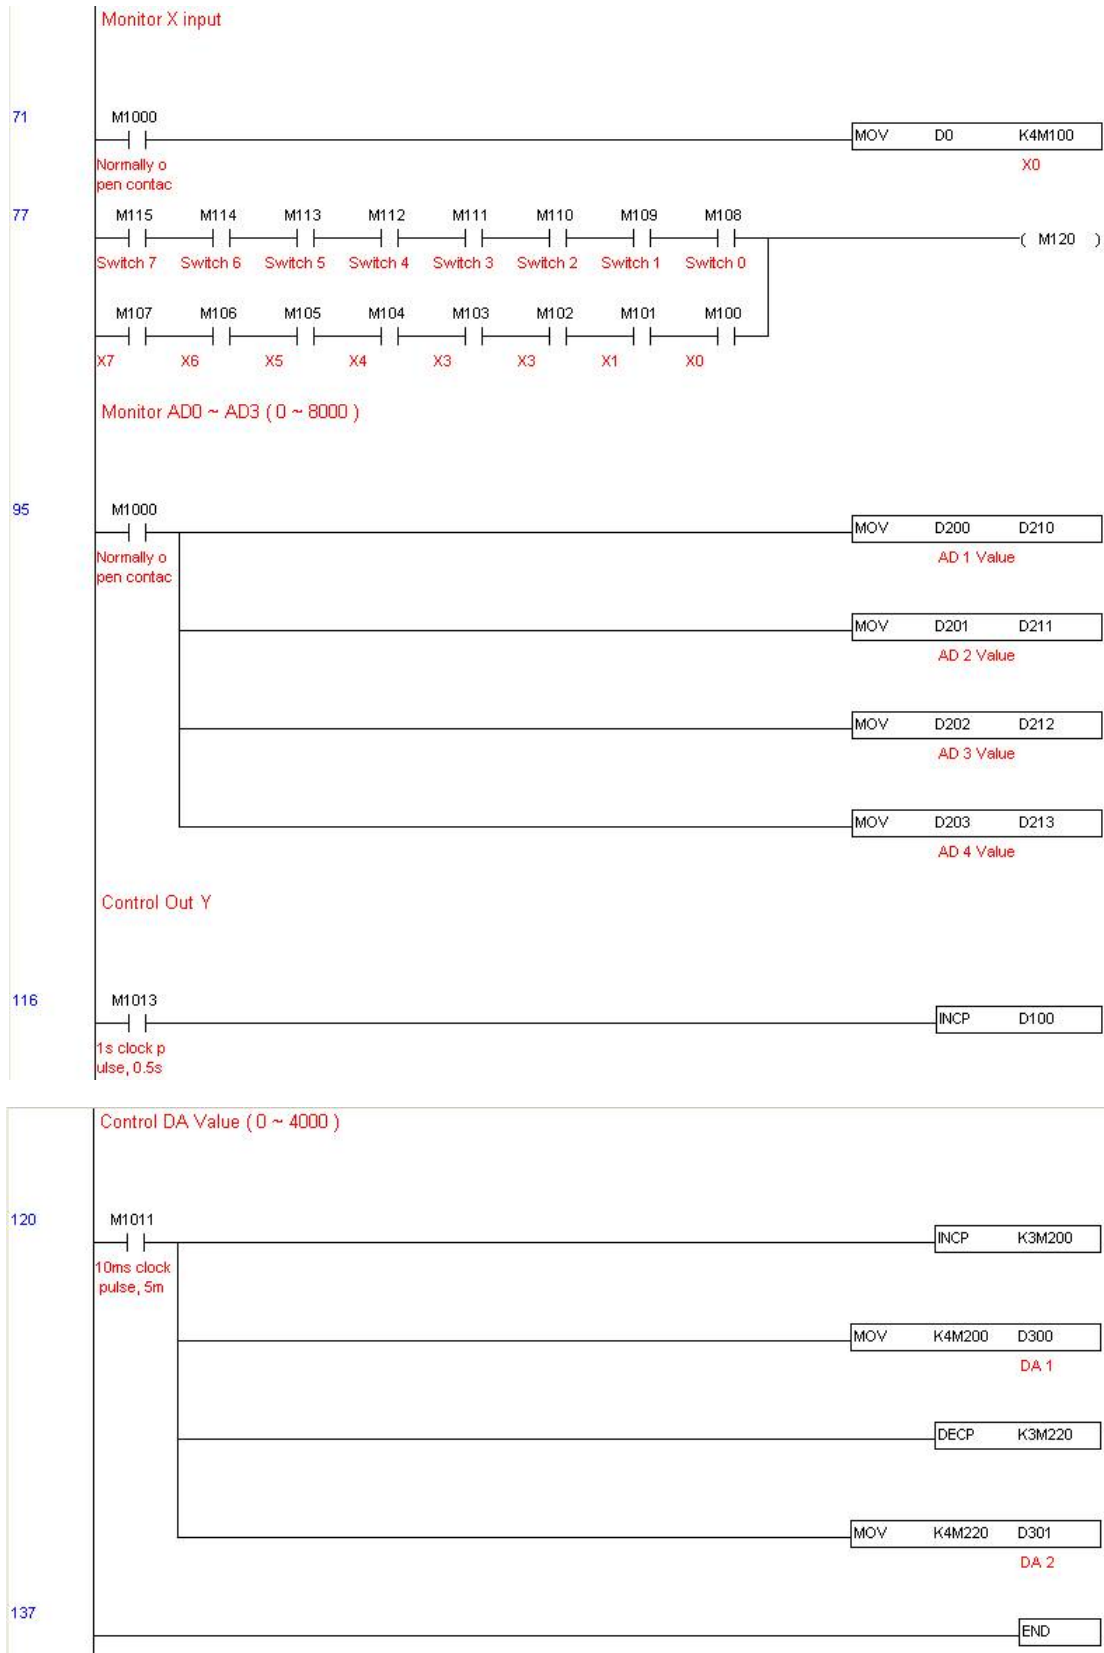 Monitor X input
71 M1000
MOV D0 K4M100
Normally o
pen contac
X0
77 M115 M114 M113 M112 M111 M110 M109 M108
( M120 )
Switch 7 Switch 6 Switch 5 Switch 4 Switch 3 Switch 2 Switch 1 Switch 0
M107 M106 M105 M104 M103 M102 M101 M100
X7 X6 X5 X4 X3 X3 X1 X0
Monitor AD0 ~ AD3 ( 0 ~ 8000 )
95 M1000
MOV D200 D210
Normally o
pen contac
AD 1 Value
MOV D201 D211
AD 2 Value
MOV D202 D212
AD 3 Value
MOV D203 D213
AD 4 Value
Control Out Y
116 M1013
INCP D100
1s clock p
ulse, 0.5s
Control DA Value ( 0 ~ 4000 )
120 M1011
INCP K3M200
10ms clock
pulse, 5m
MOV K4M200 D300
DA 1
DECP K3M220
MOV K4M220 D301
DA 2
137
END